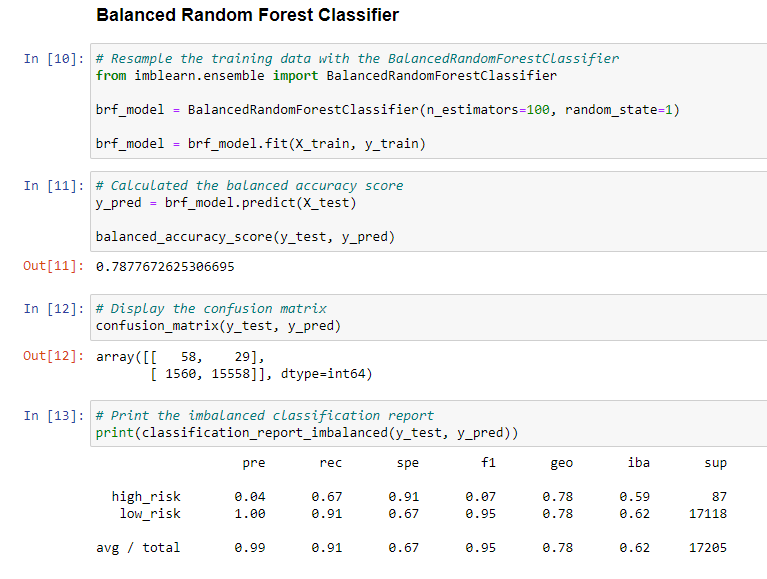 Balanced Random Forest Classifier
In [10]: # Resample the training data with the BalancedRandomForestClassifier
from imblearn.ensemble import BalancedRandomForestClassifier
brf_model = BalancedRandomForestClassifier(n_estimators=100, random_state=1)
brf_model = brf_model.fit(X_train, y_train)
In [11]: # Calculated the balanced accuracy score
y_pred = brf_model.predict(X_test)
balanced_accuracy_score(y_test, y_pred)
Out[11]: 0.7877672625306695
In [12]: # Display the confusion matrix
confusion_matrix(y_test, y_pred)
Out[12]: array([[   58,    29],
       [ 1560, 15558]], dtype=int64)
In [13]: # Print the imbalanced classification report
print(classification_report_imbalanced(y_test, y_pred))
pre rec spe f1 geo iba sup
high_risk 0.04 0.67 0.91 0.07 0.78 0.59 87
low_risk 1.00 0.91 0.67 0.95 0.78 0.62 17118
avg / total 0.99 0.91 0.67 0.95 0.78 0.62 17205